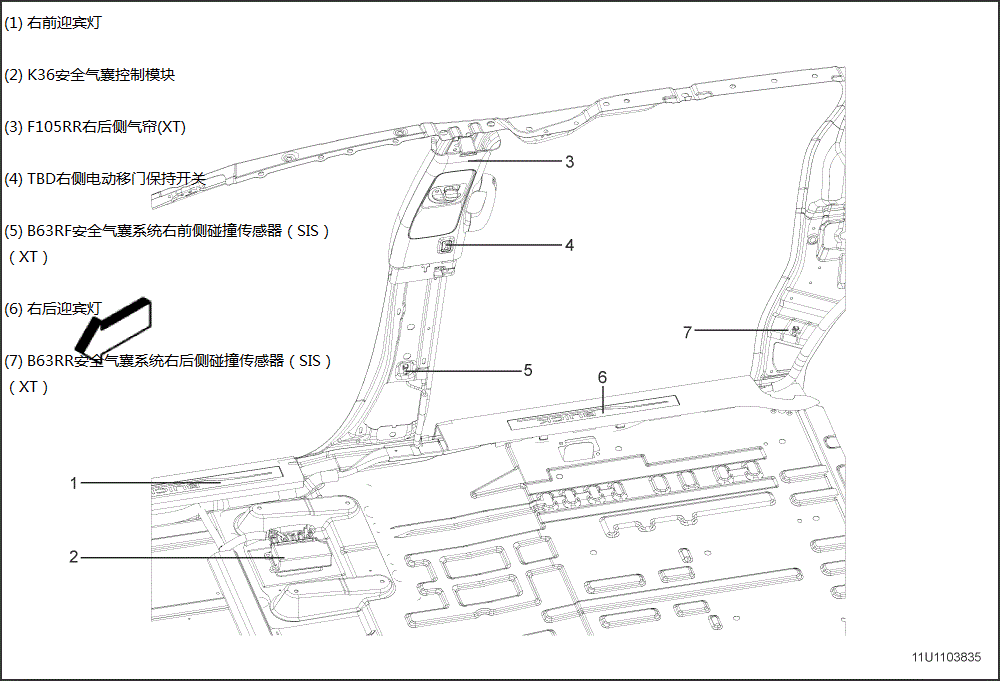 (1) 右前迎宾灯
(2) K36安全气囊控制模块
(3) F105RR右后侧气帘(XT)
(4) TBD右侧电动移门保持开关
(5) B63RF安全气囊系统右前侧碰撞传感器（SIS）
（XT）
(6) 右后迎宾灯
(7) B63RR安全气囊系统右后侧碰撞传感器（SIS）
（XT）
3
4
7
5
6
1
2
11U1103835